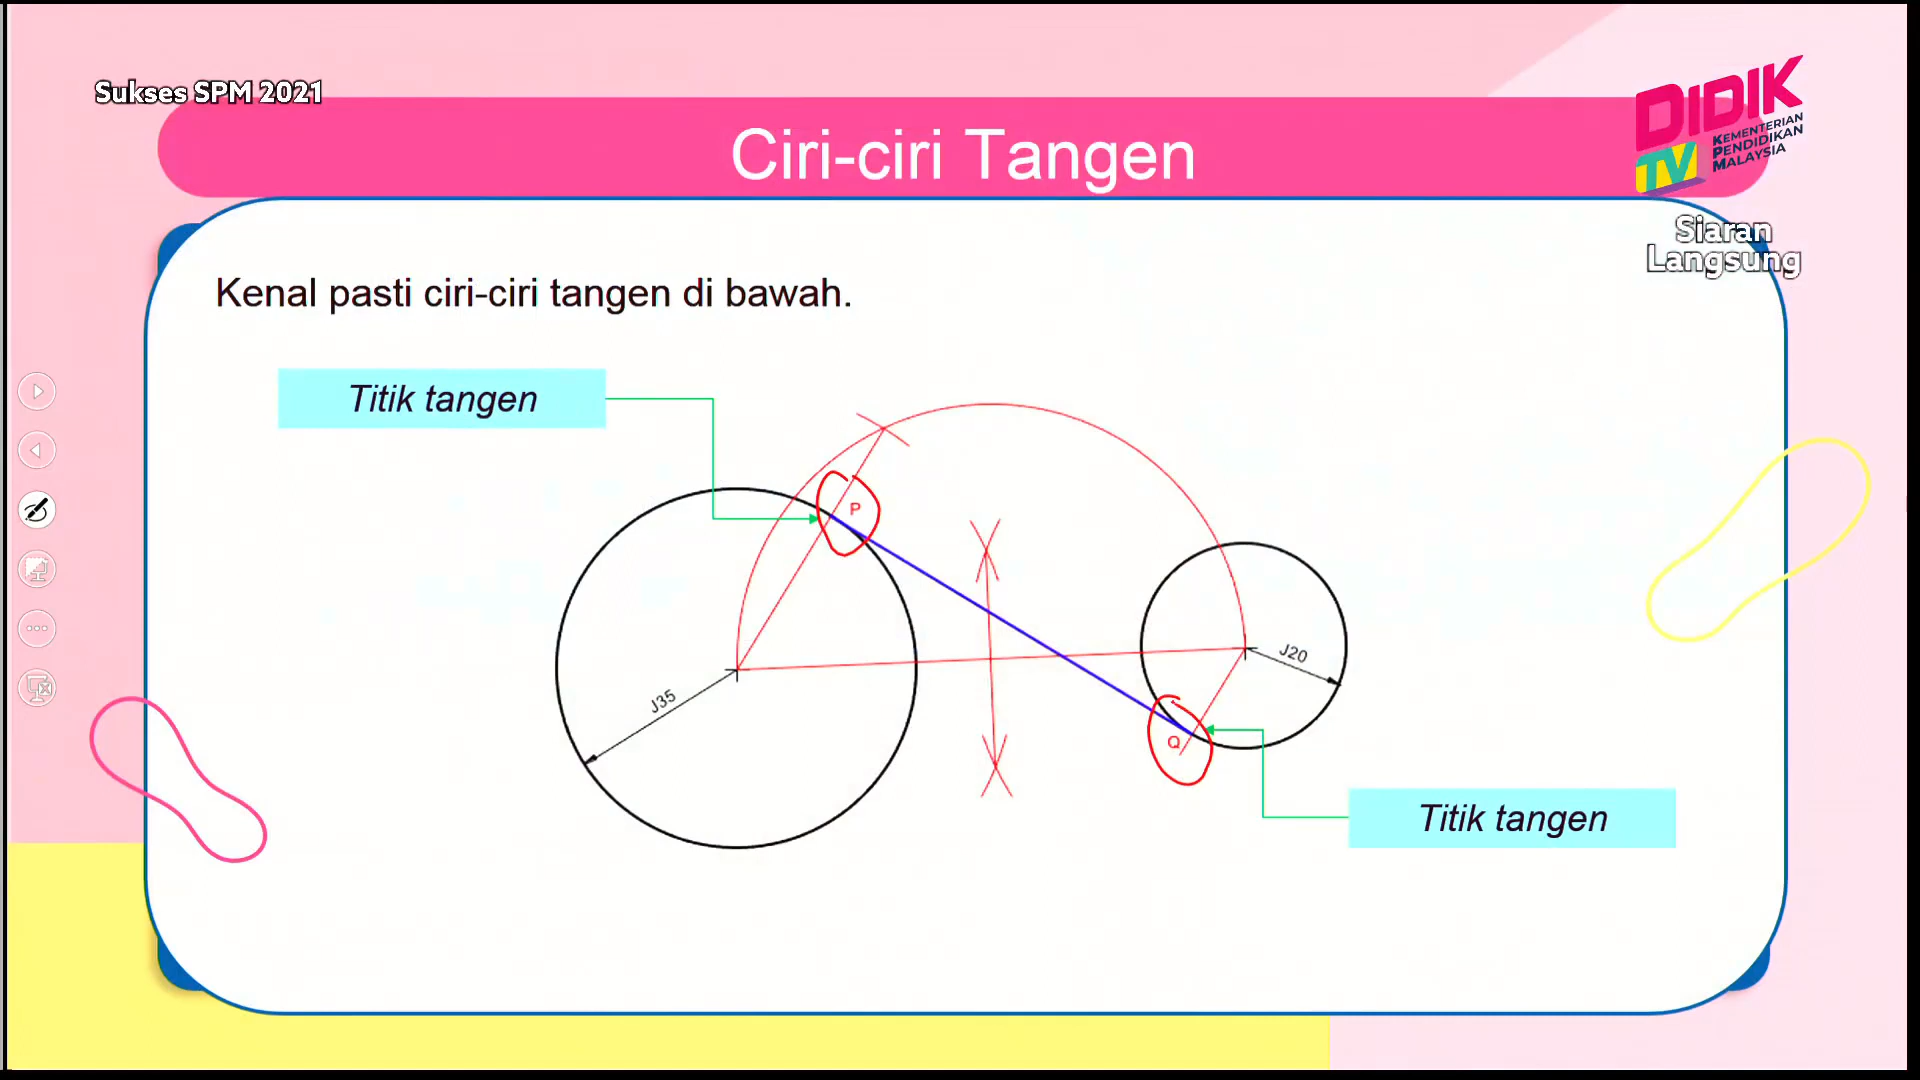 Sukses SPM 2021
Ciri-ciri Tangen
DIDIK
TV
KEMENTERIAN
PENDIDIKAN
MALAYSIA
Siaran
Langsung
Kenal pasti ciri-ciri tangen di bawah.
Titik tangen
P
J20
J35
Q
Titik tangen